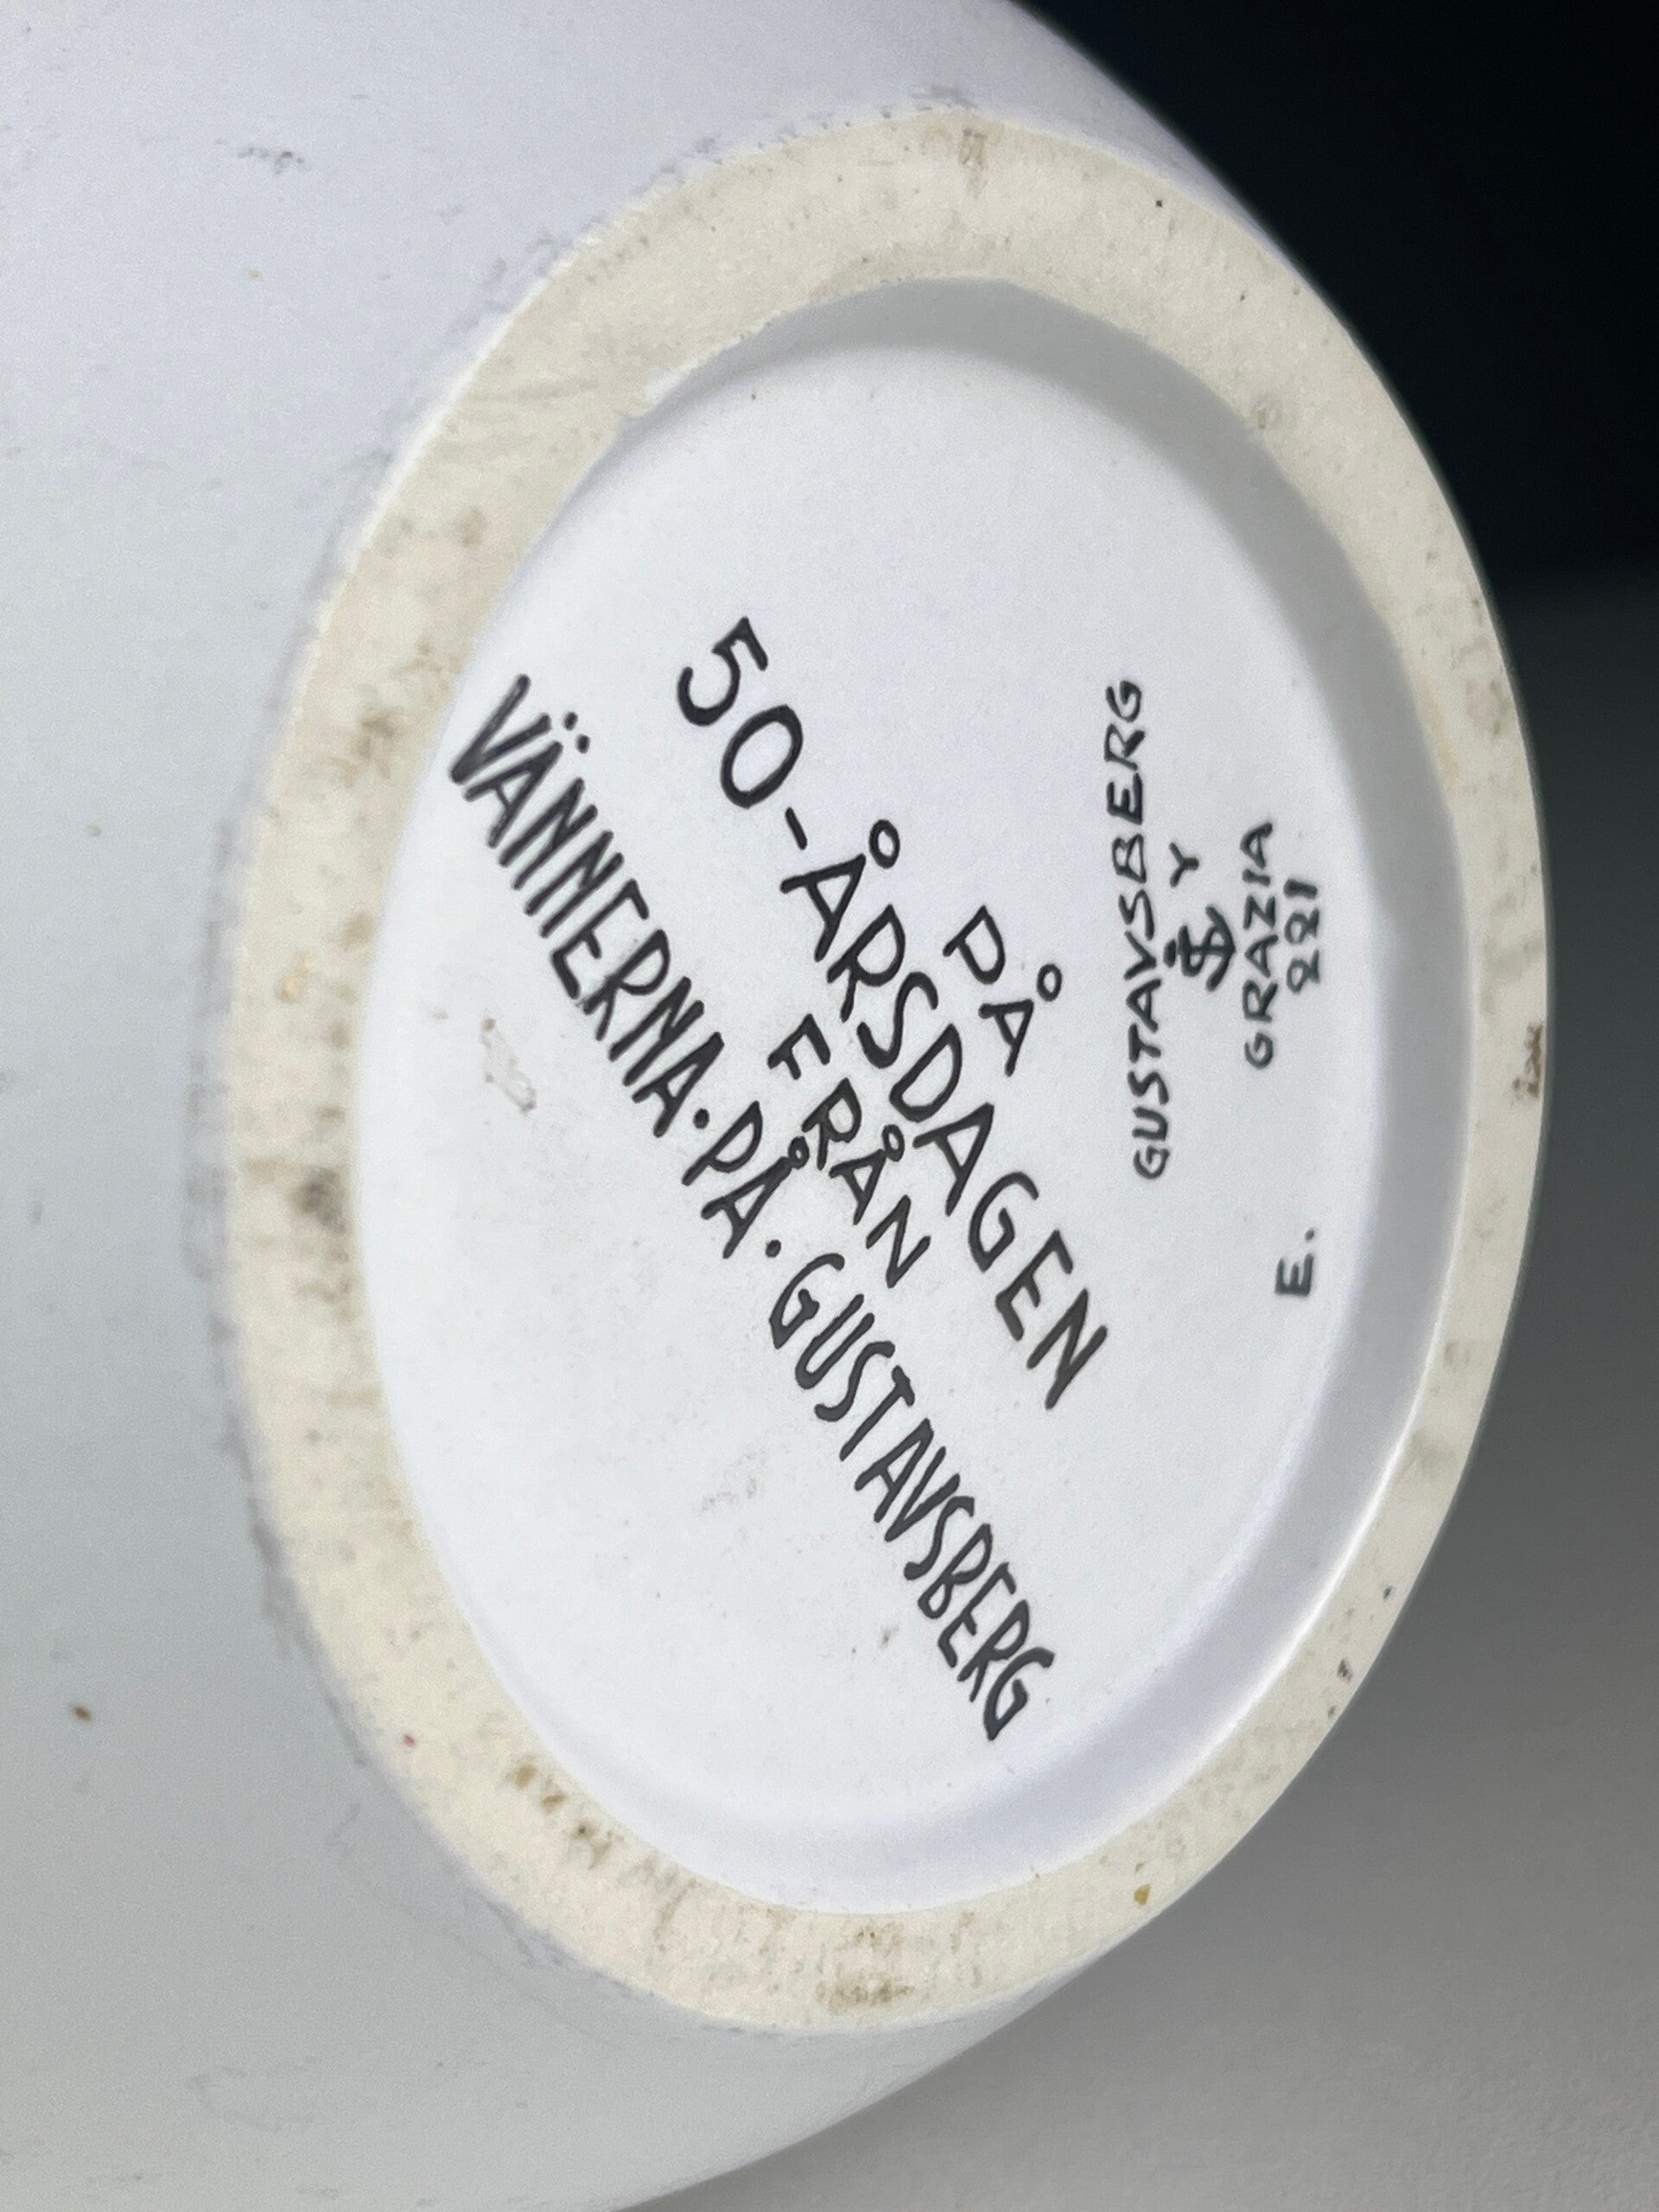 PÅ
50-ÅRSDAGEN
FRÅN
VÄNNERNA·PÅ·GUSTAVSBERG
GUSTAVSBERG
Y
GRAZIA
221
E.